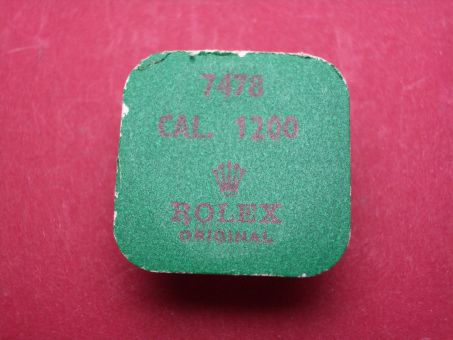 7478
CAL. 1200
ROLEX
ORIGINAL